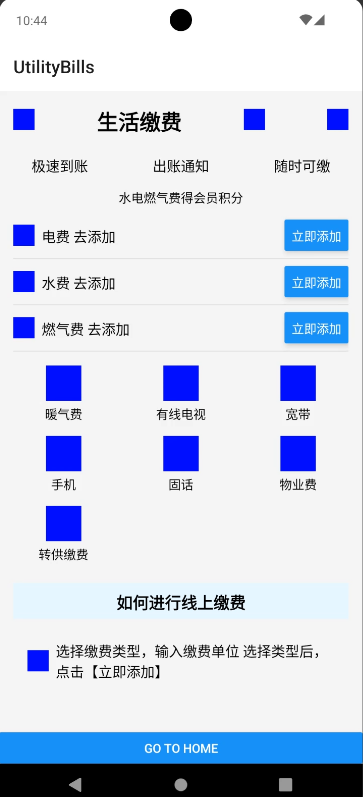 10:44
UtilityBills
生活缴费
极速到账 出账通知 随时可缴
水电燃气费得会员积分
电费 去添加 立即添加
水费 去添加 立即添加
燃气费 去添加 立即添加
暖气费 有线电视 宽带
手机 固话 物业费
转供缴费
如何进行线上缴费
选择缴费类型，输入缴费单位 选择类型后，
点击【立即添加】
GO TO HOME